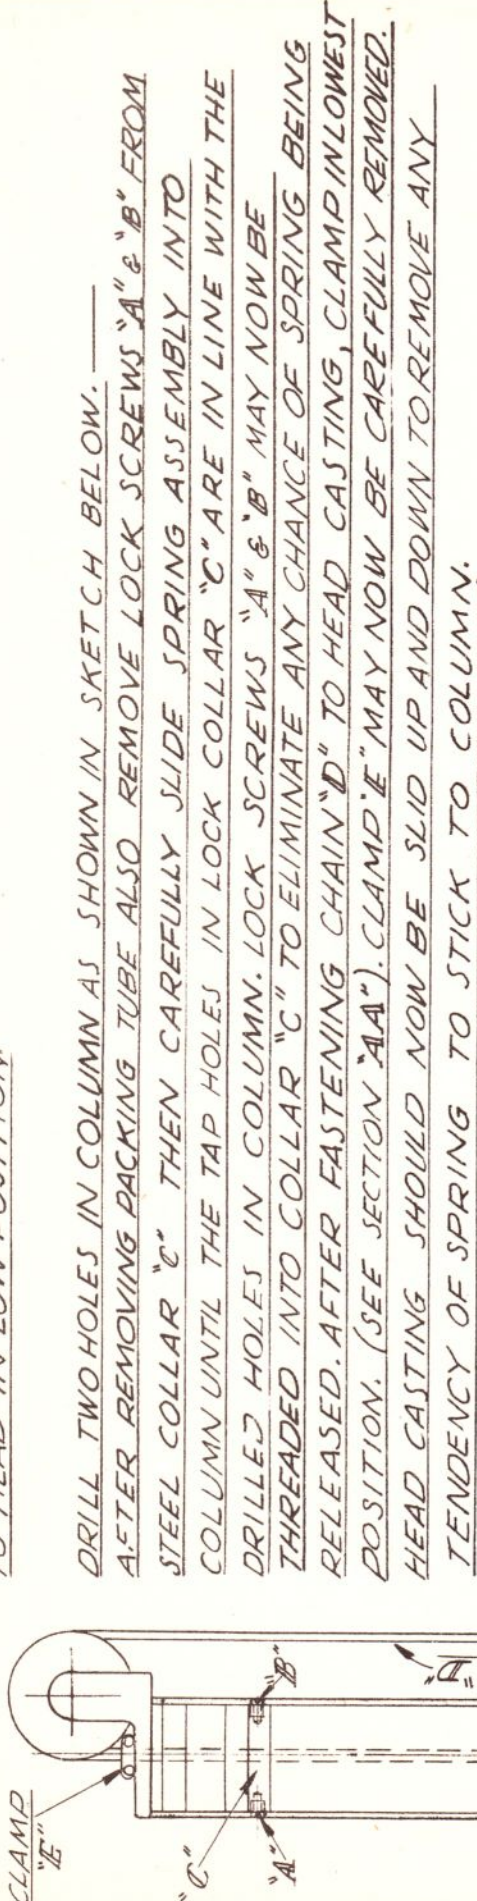 DRILL TWO HOLES IN COLUMN AS SHOWN IN SKETCH BELOW.
AFTER REMOVING PACKING TUBE ALSO REMOVE LOCK SCREWS "A" & "B" FROM
STEEL COLLAR "C" THEN CAREFULLY SLIDE SPRING ASSEMBLY INTO
COLUMN UNTIL THE TAP HOLES IN LOCK COLLAR "C" ARE IN LINE WITH THE
DRILLED HOLES IN COLUMN. LOCK SCREWS "A" & "B" MAY NOW BE
THREADED INTO COLLAR "C" TO ELIMINATE ANY CHANCE OF SPRING BEING
RELEASED. AFTER FASTENING CHAIN "D" TO HEAD CASTING, CLAMP IN LOWEST
POSITION. (SEE SECTION "AA"). CLAMP "E" MAY NOW BE CAREFULLY REMOVED.
HEAD CASTING SHOULD NOW BE SLID UP AND DOWN TO REMOVE ANY
TENDENCY OF SPRING TO STICK TO COLUMN.
CLAMP
"E"
"C"
"A"
"B"
"D"